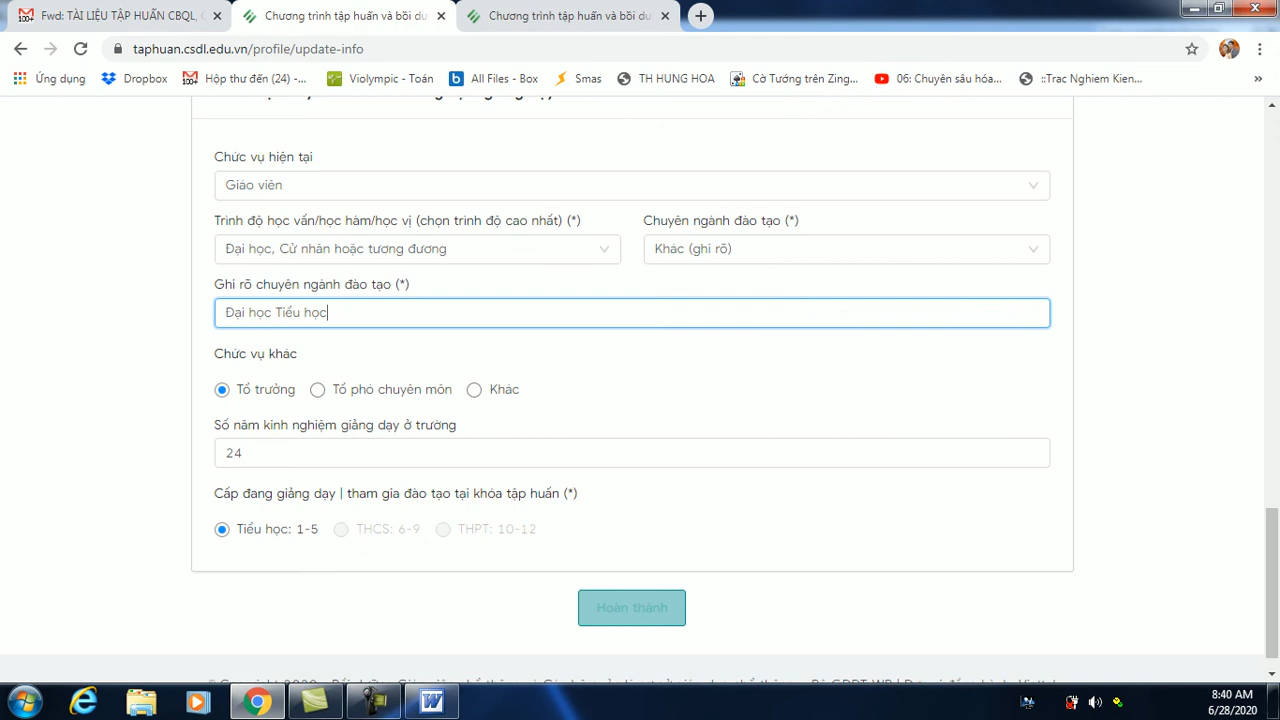 Fwd: TÀI LIỆU TẬP HUẤN CBQL, (
Chương trình tập huấn và bồi dư
Chương trình tập huấn và bồi dư
taphuan.csdl.edu.vn/profile/update-info
Ứng dụng
Dropbox
Hộp thư đến (24) -...
Violympic - Toán
All Files - Box
Smas
TH HUNG HOA
Cờ Tướng trên Zing...
06: Chuyên sâu hóa...
::Trac Nghiem Kien...
»
Chức vụ hiện tại
Giáo viên
Trình độ học vấn/học hàm/học vị (chọn trình độ cao nhất) (*)
Chuyên ngành đào tạo (*)
Đại học, Cử nhân hoặc tương đương
Khác (ghi rõ)
Ghi rõ chuyên ngành đào tạo (*)
Đại học Tiểu học
Chức vụ khác
Tổ trưởng
Tổ phó chuyên môn
Khác
Số năm kinh nghiệm giảng dạy ở trường
24
Cấp đang giảng dạy | tham gia đào tạo tại khóa tập huấn (*)
Tiểu học: 1-5
THCS: 6-9
THPT: 10-12
Hoàn thành
8:40 AM
6/28/2020